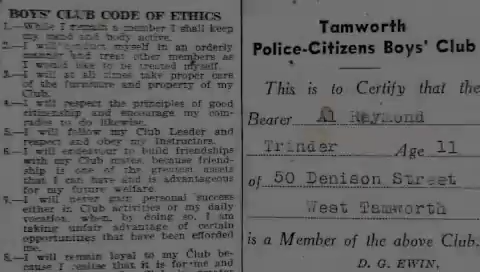 BOYS' CLUB CODE OF ETHICS
1.—While I remain a member I shall keep
my mind and body active.
2.—I will conduct myself in an orderly
manner and treat other members as
I would like to be treated myself.
3.—I will at all times take proper care
of the furniture and property of my
Club.
4.—I will respect the principles of good
citizenship and encourage my com-
rades to do likewise.
5.—I will follow my Club Leader and
respect and obey my Instructors.
6.—I will endeavour to build friendships
with my Club mates, because friend-
ship is one of the greatest assets
that I can have and is advantageous
for my future welfare.
7.—I will never gain personal success
either in Club activities or my daily
vocation, when, by doing so, I am
taking unfair advantage of certain
opportunities that have been afforded
me.
8.—I will remain loyal to my Club be-
cause I realise that it is for me and
Tamworth
Police-Citizens Boys' Club
This is to Certify that the
Bearer Al Raymond
Trinder Age 11
of 50 Denison Street
West Tamworth
is a Member of the above Club.
D. G. EWIN,